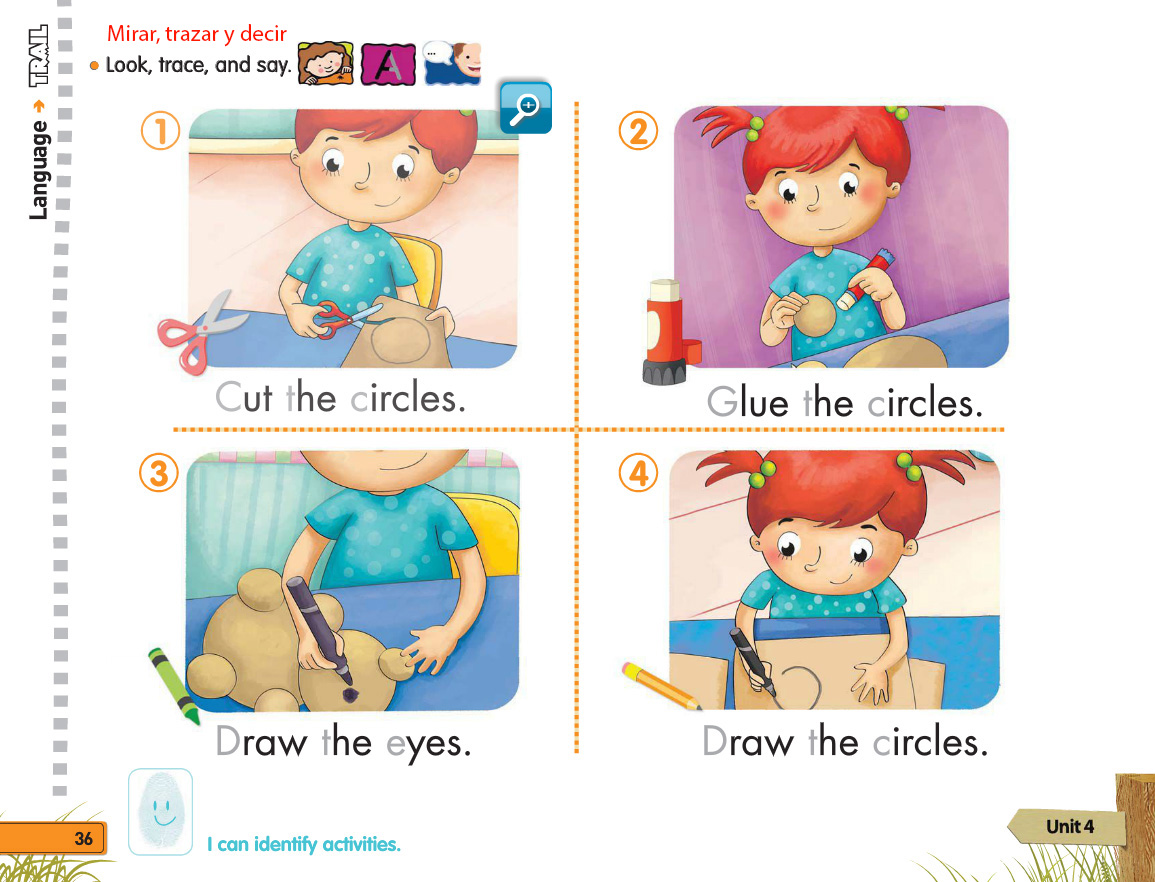 Language → TRAIL
Mirar, trazar y decir
• Look, trace, and say.
A
...
1
Cut the circles.
2
Glue the circles.
3
Draw the eyes.
4
Draw the circles.
I can identify activities.
36
Unit 4